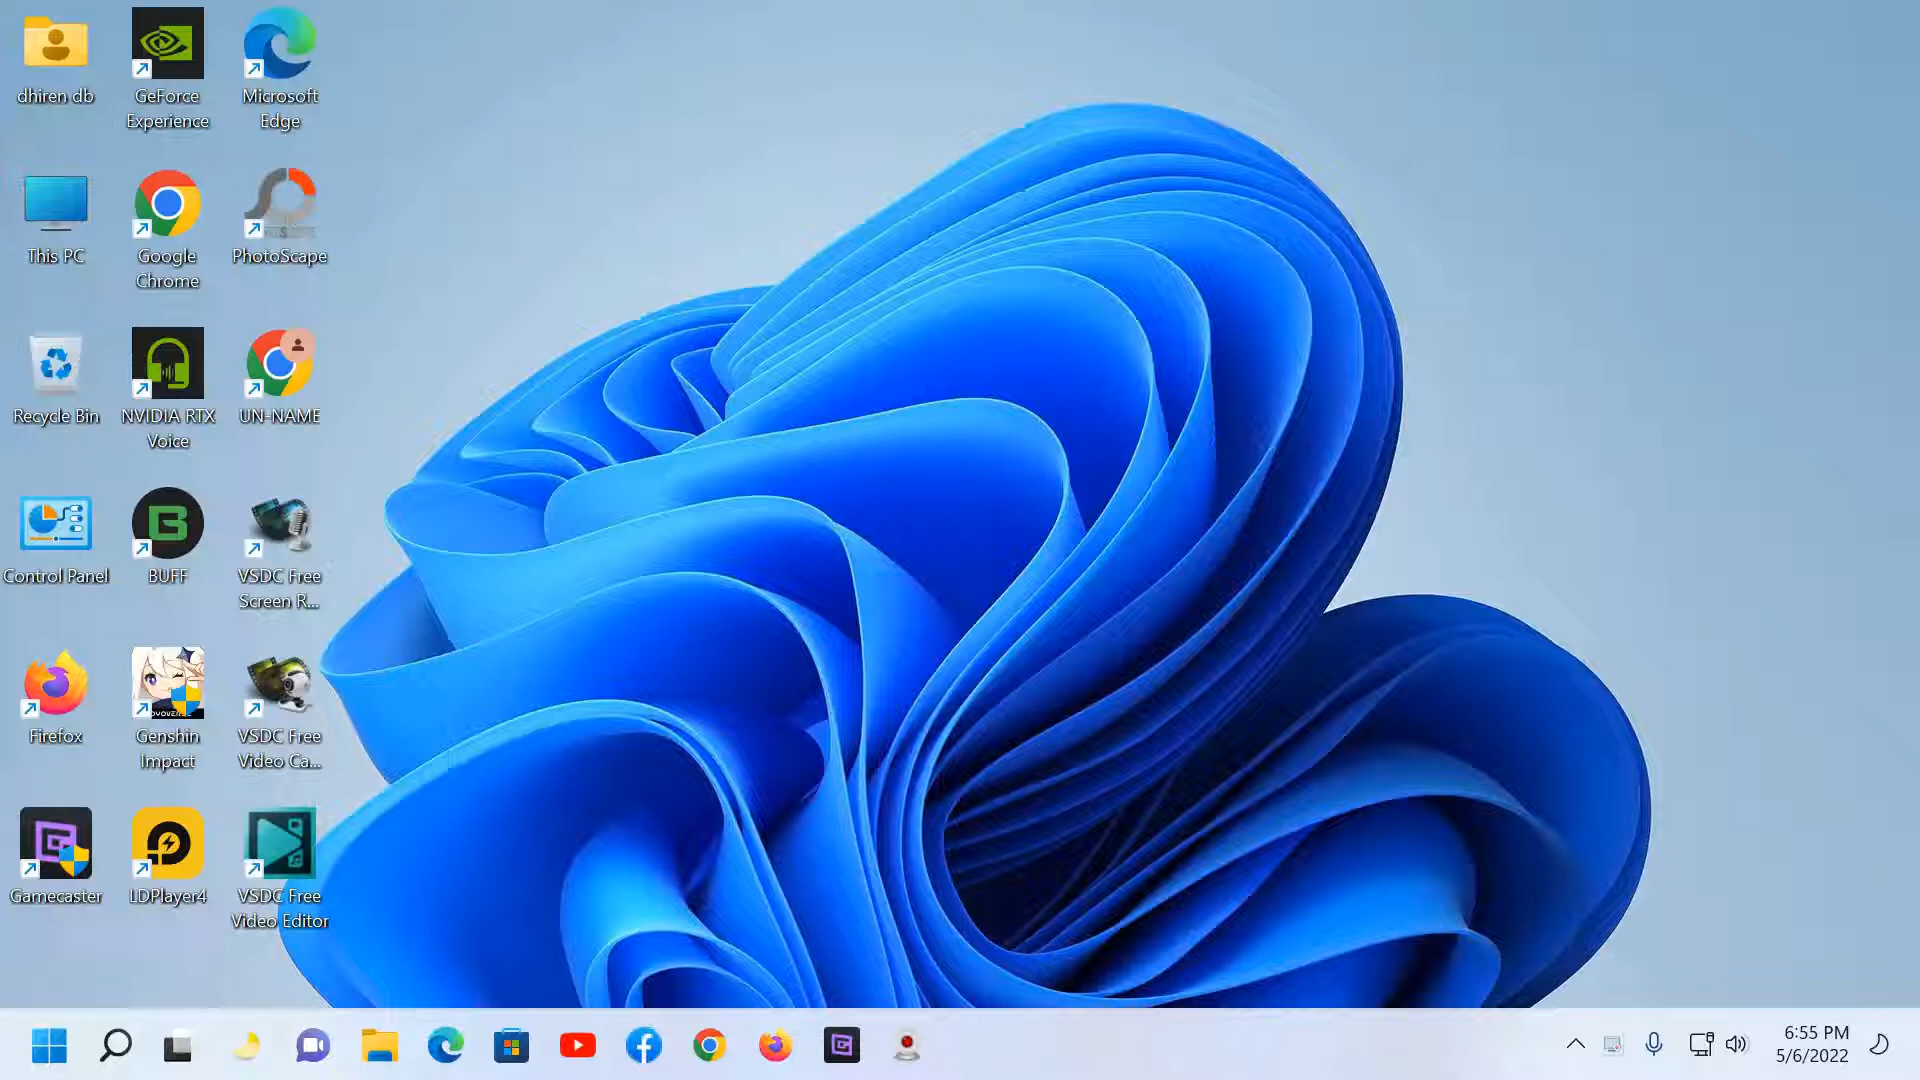 dhiren db
GeForce
Experience
Microsoft
Edge
This PC
Google
Chrome
PhotoScape
Recycle Bin
NVIDIA RTX
Voice
UN-NAME
Control Panel
BUFF
VSDC Free
Screen R...
Firefox
Genshin
Impact
VSDC Free
Video Ca...
Gamecaster
LDPlayer4
VSDC Free
Video Editor
6:55 PM
5/6/2022